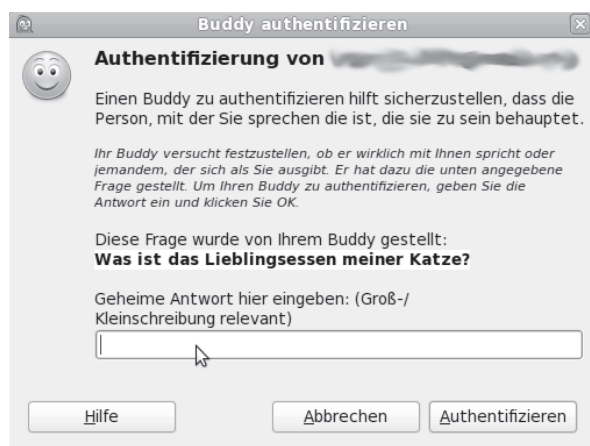 Buddy authentifizieren
Authentifizierung von
Einen Buddy zu authentifizieren hilft sicherzustellen, dass die
Person, mit der Sie sprechen die ist, die sie zu sein behauptet.
Ihr Buddy versucht festzustellen, ob er wirklich mit Ihnen spricht oder
jemandem, der sich als Sie ausgibt. Er hat dazu die unten angegebene
Frage gestellt. Um Ihren Buddy zu authentifizieren, geben Sie die
Antwort ein und klicken Sie OK.
Diese Frage wurde von Ihrem Buddy gestellt:
Was ist das Lieblingsessen meiner Katze?
Geheime Antwort hier eingeben: (Groß-/
Kleinschreibung relevant)
Hilfe Abbrechen Authentifizieren